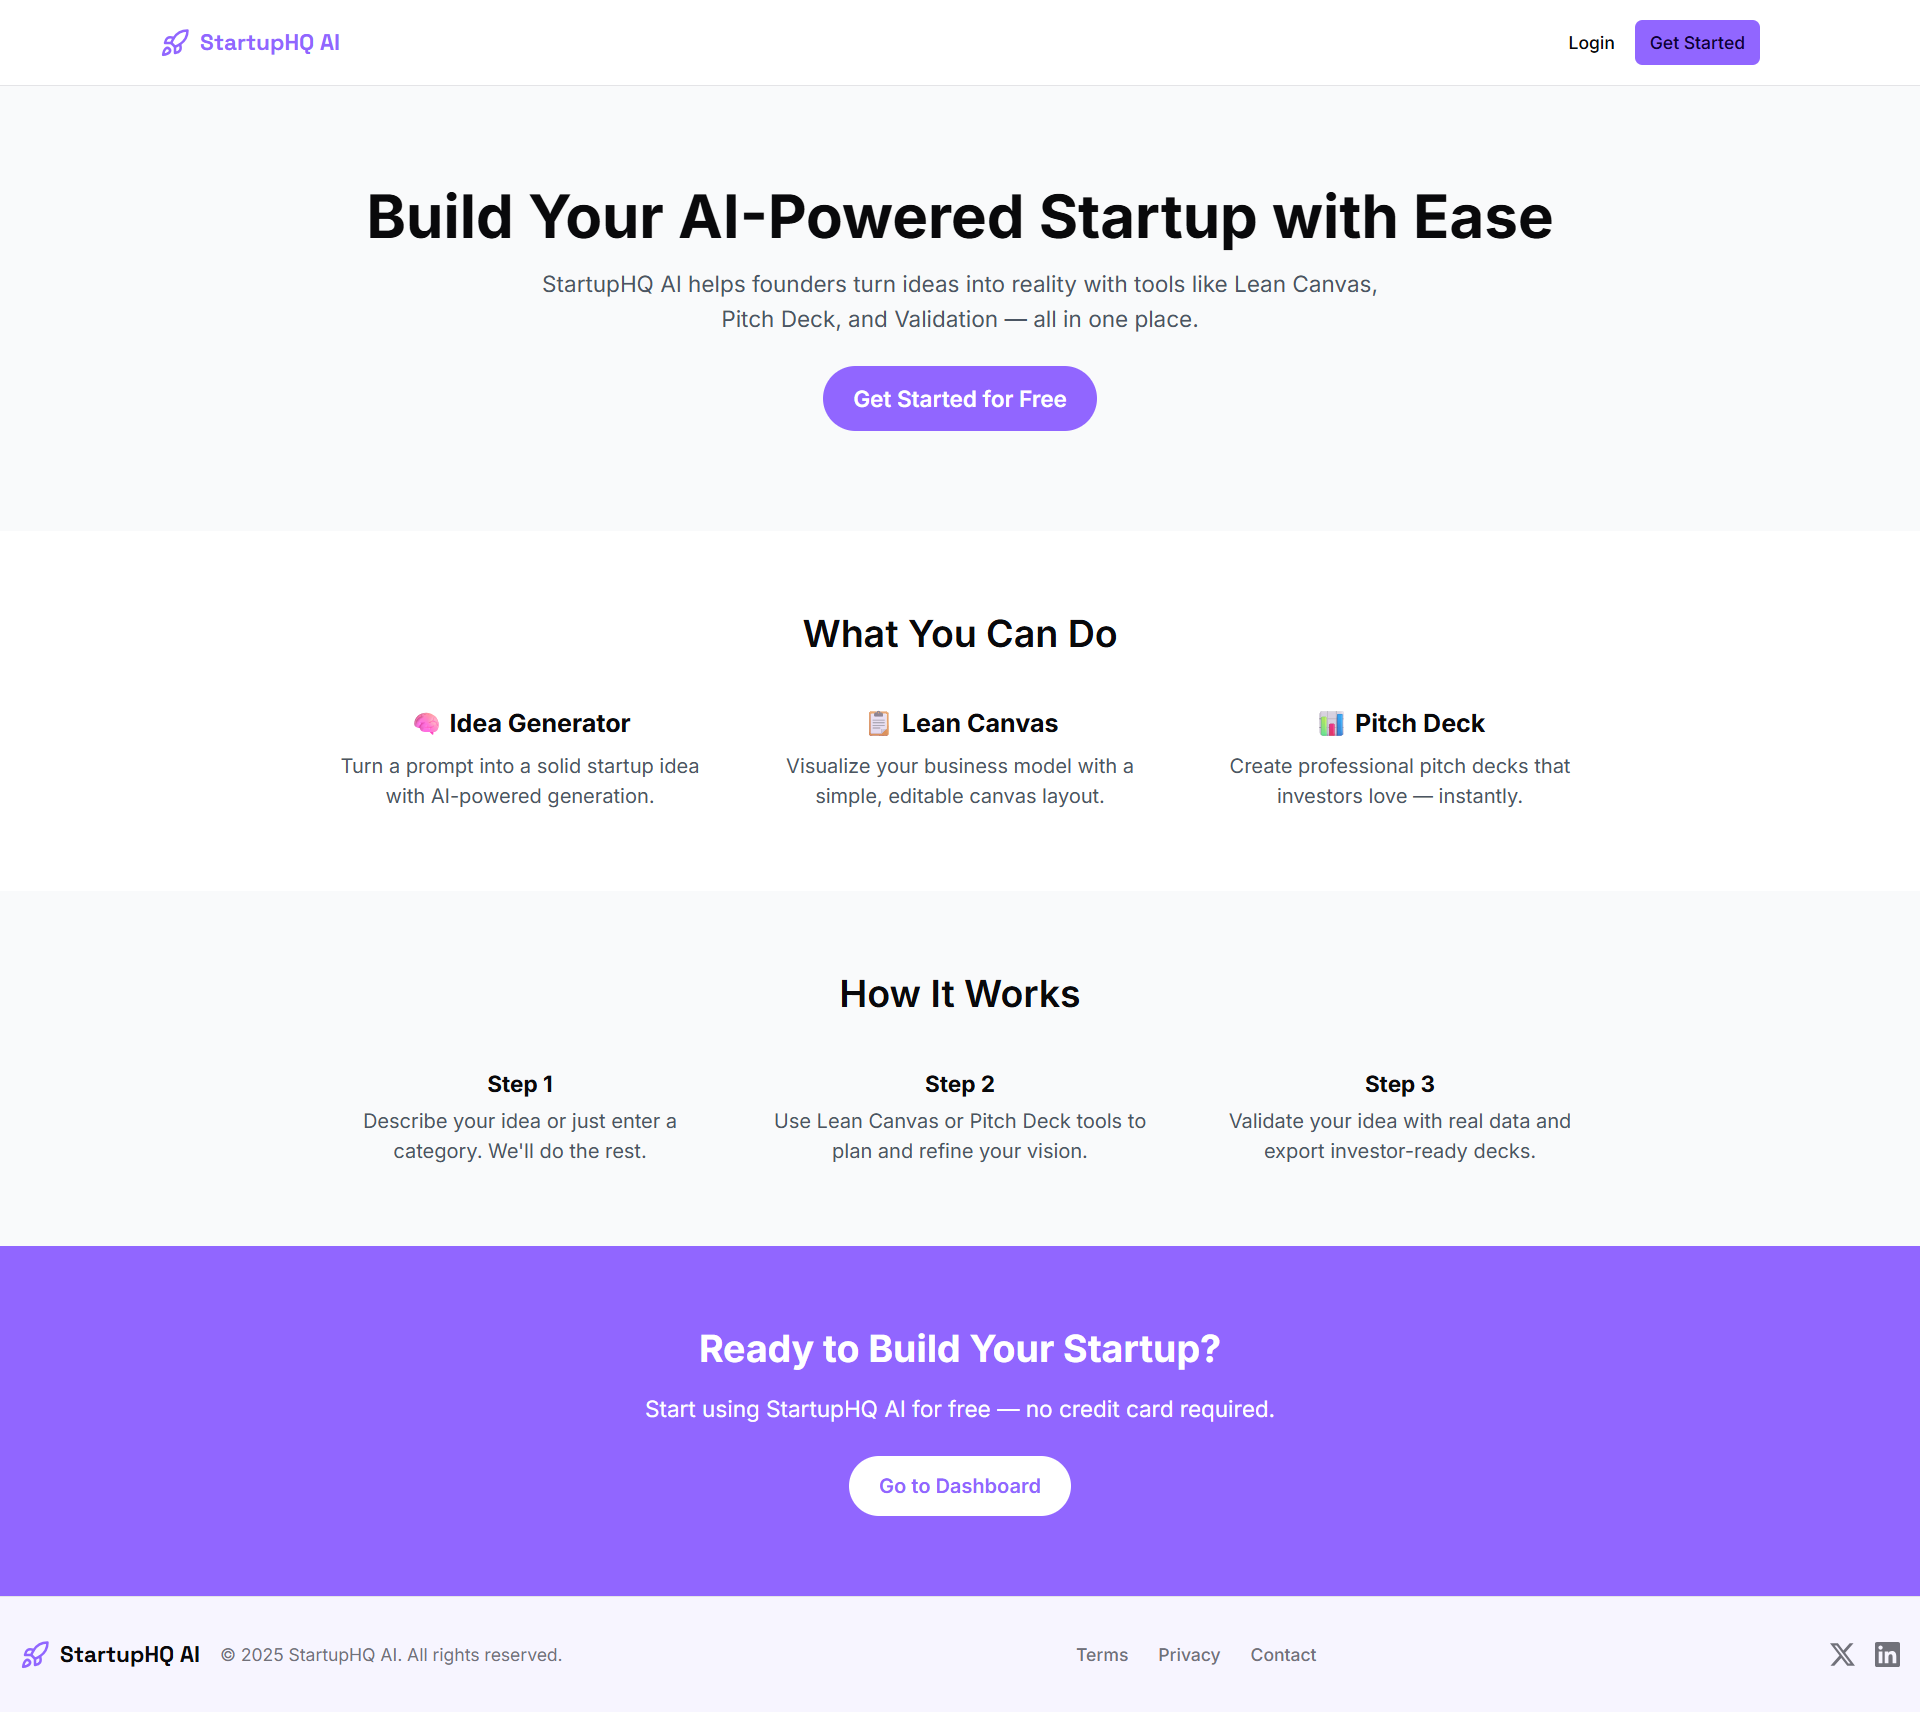 StartupHQ AI
Login
Get Started
Build Your AI-Powered Startup with Ease
StartupHQ AI helps founders turn ideas into reality with tools like Lean Canvas,
Pitch Deck, and Validation — all in one place.
Get Started for Free
What You Can Do
🧠 Idea Generator
Turn a prompt into a solid startup idea
with AI-powered generation.
📋 Lean Canvas
Visualize your business model with a
simple, editable canvas layout.
📊 Pitch Deck
Create professional pitch decks that
investors love — instantly.
How It Works
Step 1
Describe your idea or just enter a
category. We'll do the rest.
Step 2
Use Lean Canvas or Pitch Deck tools to
plan and refine your vision.
Step 3
Validate your idea with real data and
export investor-ready decks.
Ready to Build Your Startup?
Start using StartupHQ AI for free — no credit card required.
Go to Dashboard
StartupHQ AI
© 2025 StartupHQ AI. All rights reserved.
Terms
Privacy
Contact